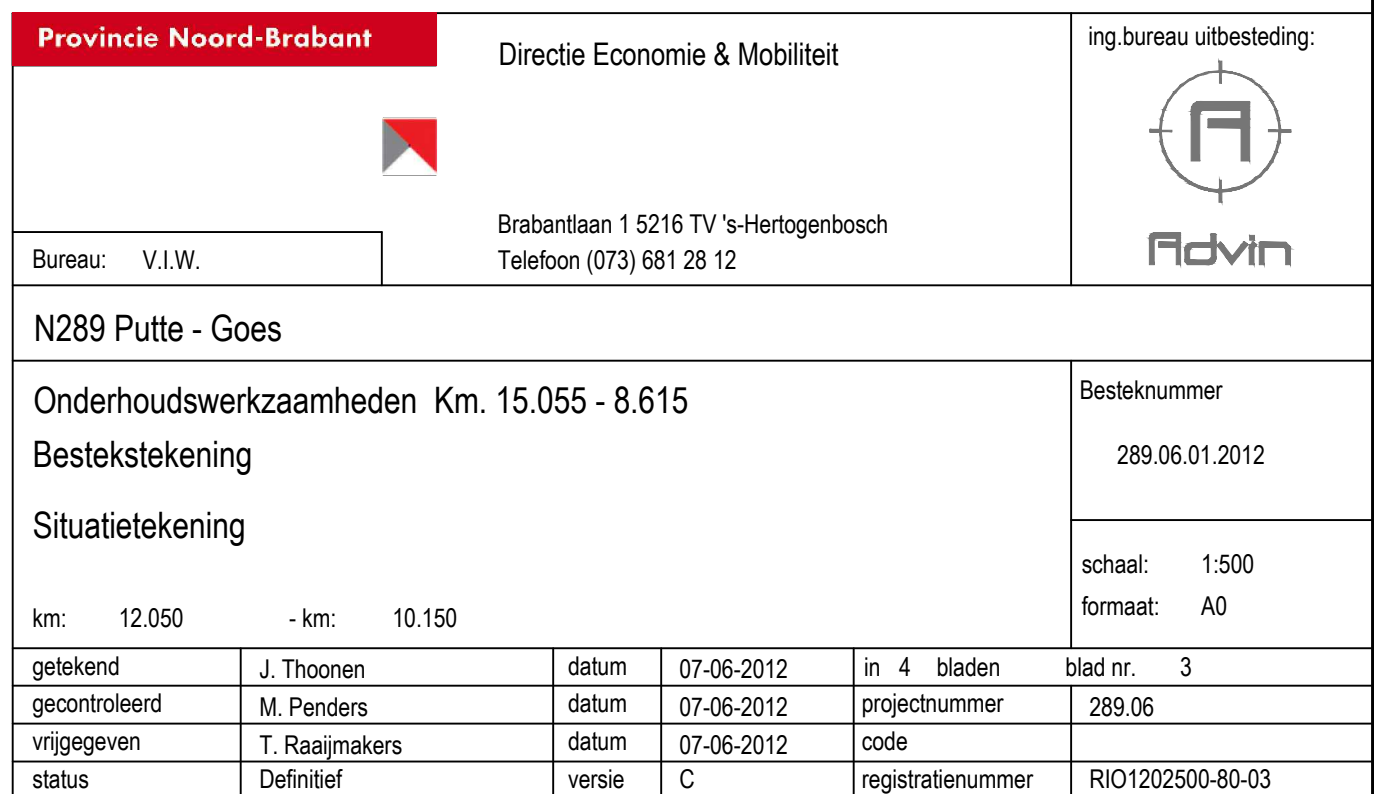 Provincie Noord-Brabant
Directie Economie & Mobiliteit
ing.bureau uitbesteding:
A
Advin
Brabantlaan 1 5216 TV 's-Hertogenbosch
Telefoon (073) 681 28 12
Bureau: V.I.W.
N289 Putte - Goes
Onderhoudswerkzaamheden Km. 15.055 - 8.615
Bestekstekening
Situatietekening
km: 12.050 - km: 10.150
Besteknummer
289.06.01.2012
schaal: 1:500
formaat: A0
getekend J. Thoonen datum 07-06-2012 in 4 bladen blad nr. 3
gecontroleerd M. Penders datum 07-06-2012 projectnummer 289.06
vrijgegeven T. Raaijmakers datum 07-06-2012 code
status Definitief versie C registratienummer RIO1202500-80-03